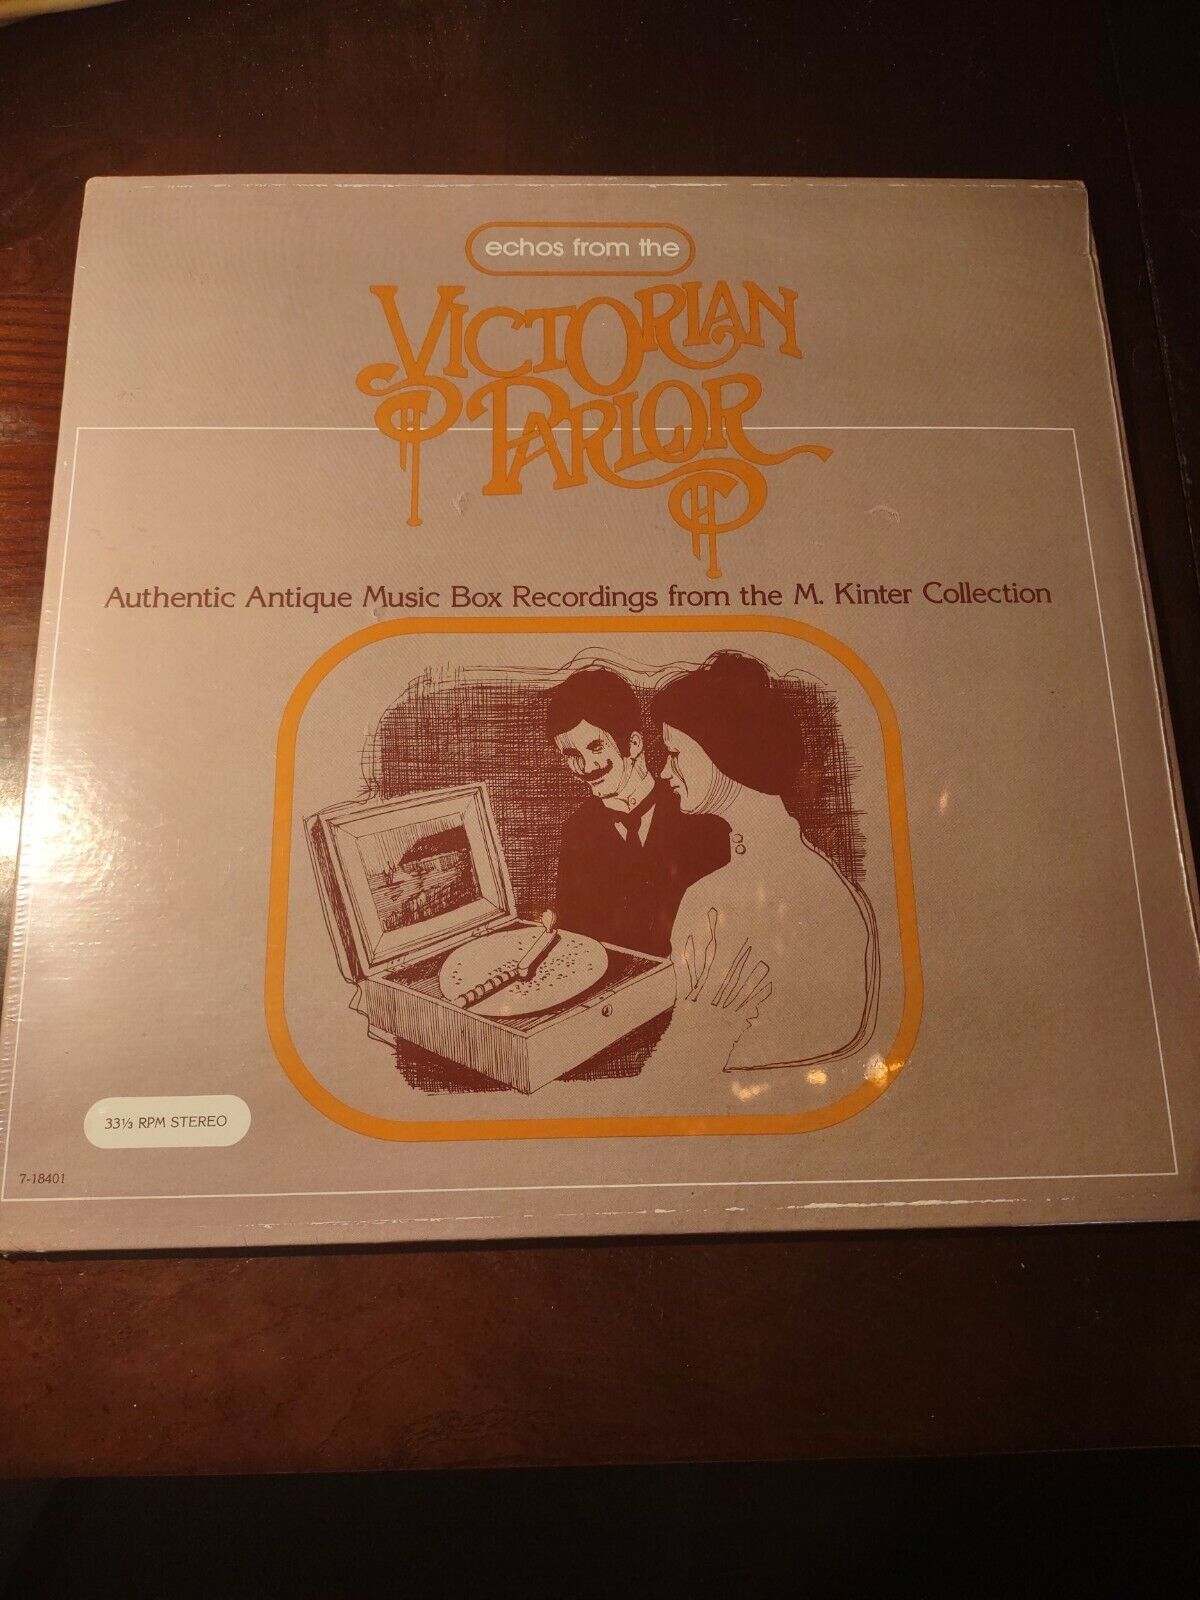 echos from the
VICTORIAN
PARLOR
Authentic Antique Music Box Recordings from the M. Kinter Collection
33⅓ RPM STEREO
7-18401